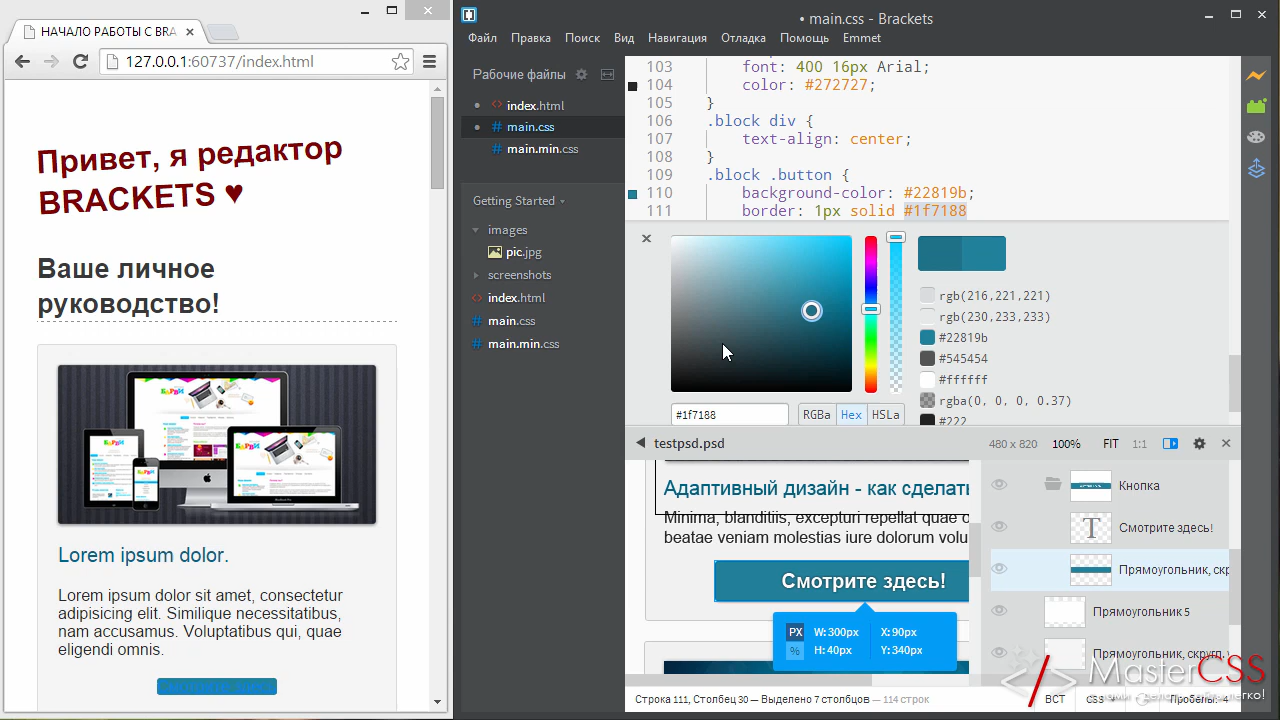 НАЧАЛО РАБОТЫ С BRA
127.0.0.1:60737/index.html
Привет, я редактор
BRACKETS ♥
Ваше личное
руководство!
Lorem ipsum dolor.
Lorem ipsum dolor sit amet, consectetur
adipisicing elit. Similique necessitatibus,
nam accusamus. Voluptatibus qui, quae
eligendi omnis.
• main.css - Brackets
Файл Правка Поиск Вид Навигация Отладка Помощь Emmet
Рабочие файлы
index.html
main.css
main.min.css
Getting Started
images
pic.jpg
screenshots
index.html
main.css
main.min.css
103 font: 400 16px Arial;
104 color: #272727;
105 }
106 .block div {
107 text-align: center;
108 }
109 .block .button {
110 background-color: #22819b;
111 border: 1px solid #1f7188
rgb(216,221,221)
rgb(230,233,233)
#22819b
#545454
#ffffff
rgba(0, 0, 0, 0.37)
#222
#1f7188
RGBa Hex HS
testpsd.psd
480 x 820 100% FIT 1:1
Адаптивный дизайн - как сделать
Minima, blanditiis, excepturi repellat quae
beatae veniam molestias iure dolorum volu
Смотрите здесь!
PX W: 300px X: 90px
% H: 40px Y: 340px
Кнопка
Смотрите здесь!
Прямоугольник, скр
Прямоугольник 5
Прямоугольник, скругл.
MasterCSS
Строка 111, Столбец 30 — Выделено 7 столбцов — 114 строк
ВСТ
CSS
Пробелы: 4